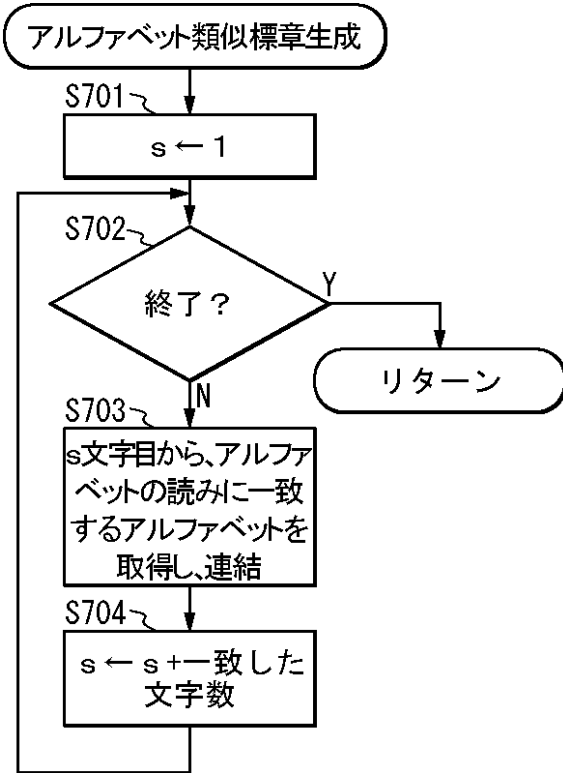 アルファベット類似標章生成
S701
s ← 1
S702
終了？
Y
リターン
N
S703
s文字目から、アルファ
ベットの読みに一致
するアルファベットを
取得し、連結
S704
s ← s +一致した
文字数